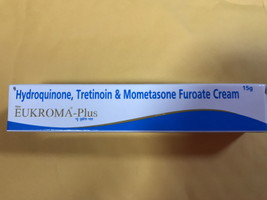 Hydroquinone, Tretinoin & Mometasone Furoate Cream
15g
EUKROMA-Plus